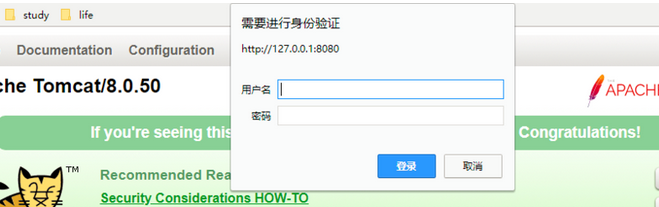 study life
需要进行身份验证
http://127.0.0.1:8080
Documentation Configuration
用户名
che Tomcat/8.0.50
APACHE
密码
If you're seeing this Congratulations!
登录 取消
TM
Recommended Rea
Security Considerations HOW-TO